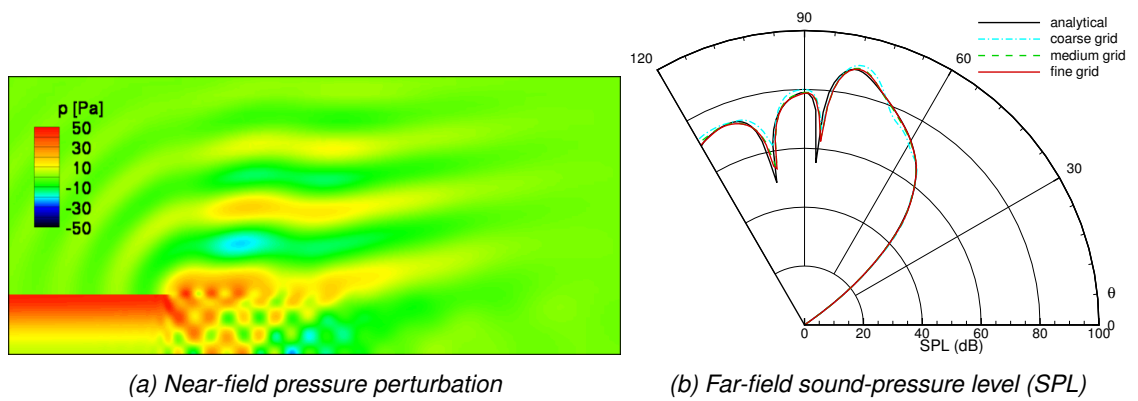 p [Pa]
50
30
10
-10
-30
-50
(a) Near-field pressure perturbation
analytical
coarse grid
medium grid
fine grid
120
90
60
30
θ
0
0 20 40 60 80 100
SPL (dB)
(b) Far-field sound-pressure level (SPL)